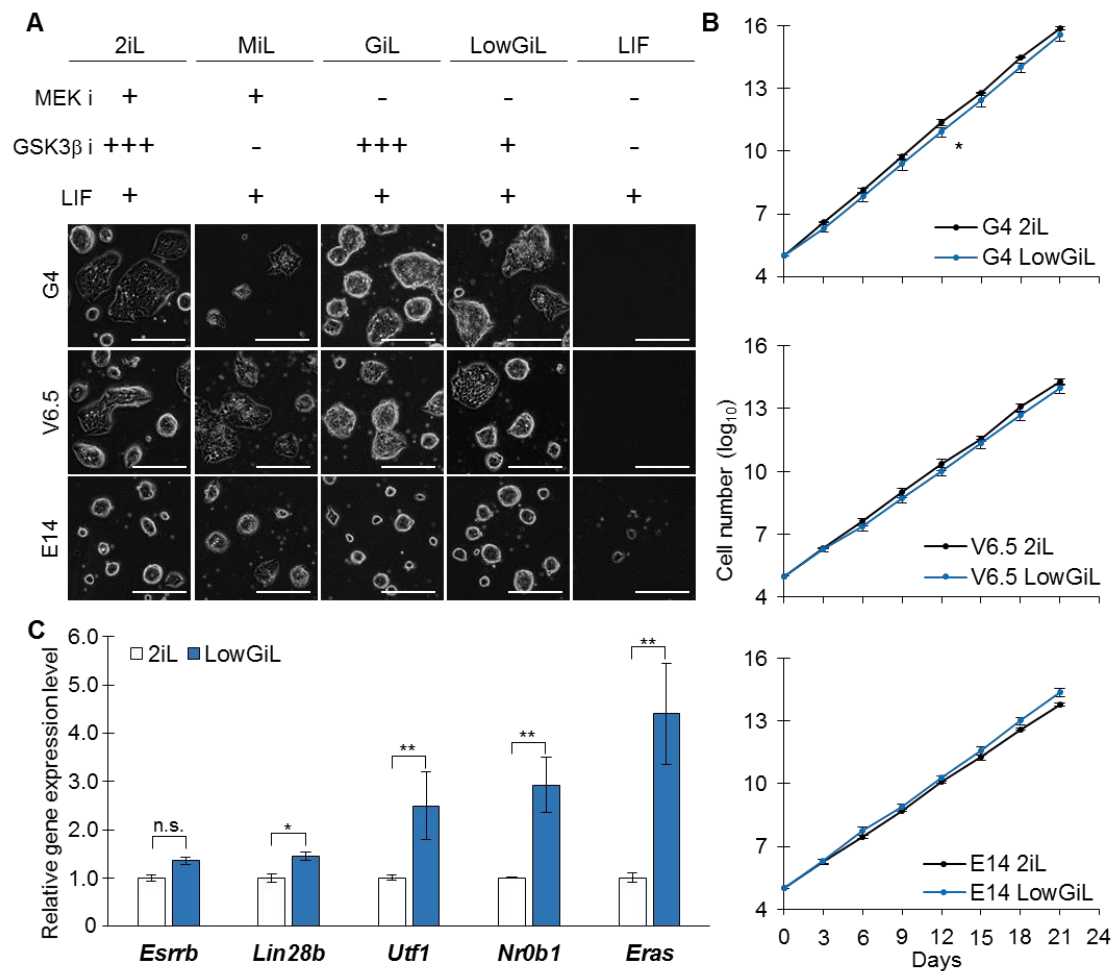 A
2iL MiL GiL LowGiL LIF
MEK i + + - - -
GSK3β i +++ - +++ + -
LIF + + + + +
G4
V6.5
E14
B
16
13
10
7
4
*
G4 2iL
G4 LowGiL
16
13
10
7
4
Cell number (log10)
V6.5 2iL
V6.5 LowGiL
16
13
10
7
4
E14 2iL
E14 LowGiL
0 3 6 9 12 15 18 21 24
Days
C
Relative gene expression level
6.0
5.0
4.0
3.0
2.0
1.0
0
2iL LowGiL
n.s. * ** ** **
Esrrb Lin28b Utf1 Nr0b1 Eras